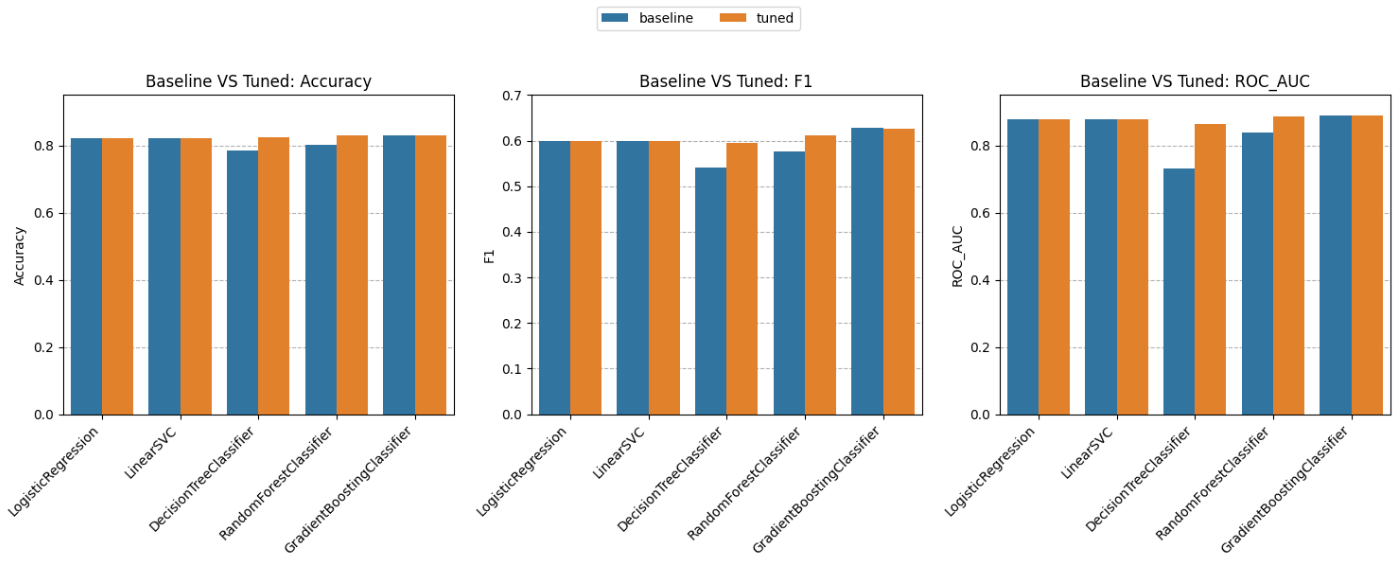 baseline tuned
Baseline VS Tuned: Accuracy
Accuracy
0.8
0.6
0.4
0.2
0.0
LogisticRegression
LinearSVC
DecisionTreeClassifier
RandomForestClassifier
GradientBoostingClassifier
Baseline VS Tuned: F1
F1
0.7
0.6
0.5
0.4
0.3
0.2
0.1
0.0
LogisticRegression
LinearSVC
DecisionTreeClassifier
RandomForestClassifier
GradientBoostingClassifier
Baseline VS Tuned: ROC_AUC
ROC_AUC
0.8
0.6
0.4
0.2
0.0
LogisticRegression
LinearSVC
DecisionTreeClassifier
RandomForestClassifier
GradientBoostingClassifier